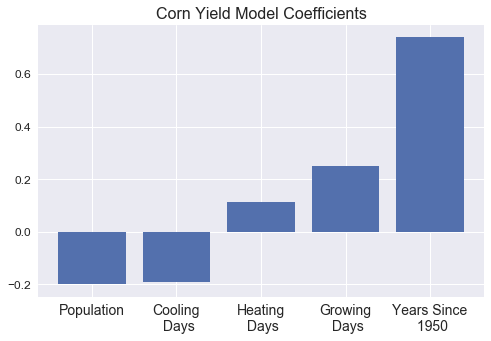 Corn Yield Model Coefficients
0.6
0.4
0.2
0.0
−0.2
Population
Cooling
Days
Heating
Days
Growing
Days
Years Since
1950